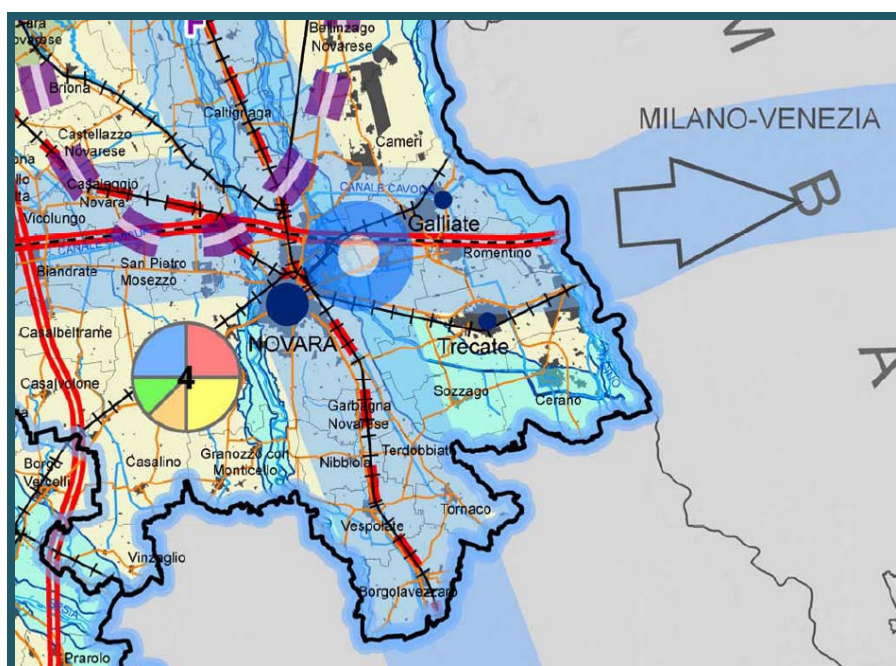 Novarese
Bellinzago
Novarese
Briona
Caltignaga
M
MILANO-VENEZIA
Castellazzo
Novarese
Cameri
Casaleggio
Novara
CANALE CAVOUR
B
Vicolungo
Galliate
Romentino
Biandrate
San Pietro
Mosezzo
Casalbeltrame
NOVARA
Trecate
A
Casalvolone
4
Sozzago
Cerano
Garbagna
Novarese
Granozzo con
Monticello
Terdobbiate
Borgo
Vercelli
Casalino
Nibbiola
Tornaco
Vespolate
Vinzaglio
Borgolavezzaro
Prarolo